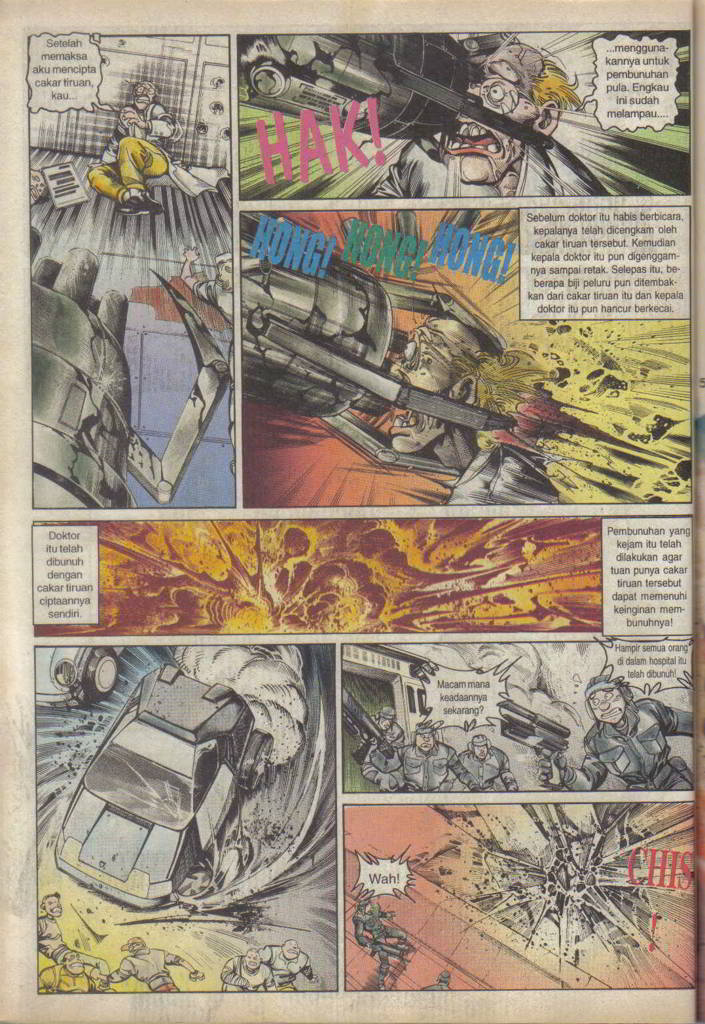 Setelah
memaksa
aku mencipta
cakar tiruan,
kau...
...mengguna-
kannya untuk
pembunuhan
pula. Engkau
ini sudah
melampau....
HAK!
HONG! HONG! HONG!
Sebelum doktor itu habis berbicara,
kepalanya telah dicengkam oleh
cakar tiruan tersebut. Kemudian
kepala doktor itu pun digenggam-
nya sampai retak. Selepas itu, be-
berapa biji peluru pun ditembak-
kan dari cakar tiruan itu dan kepala
doktor itu pun hancur berkecai.
Doktor
itu telah
dibunuh
dengan
cakar tiruan
ciptaannya
sendiri.
Pembunuhan yang
kejam itu telah
dilakukan agar
tuan punya cakar
tiruan tersebut
dapat memenuhi
keinginan mem-
bunuhnya!
Macam mana
keadaannya
sekarang?
Hampir semua orang
di dalam hospital itu
telah dibunuh!
Wah!
CHIS
!